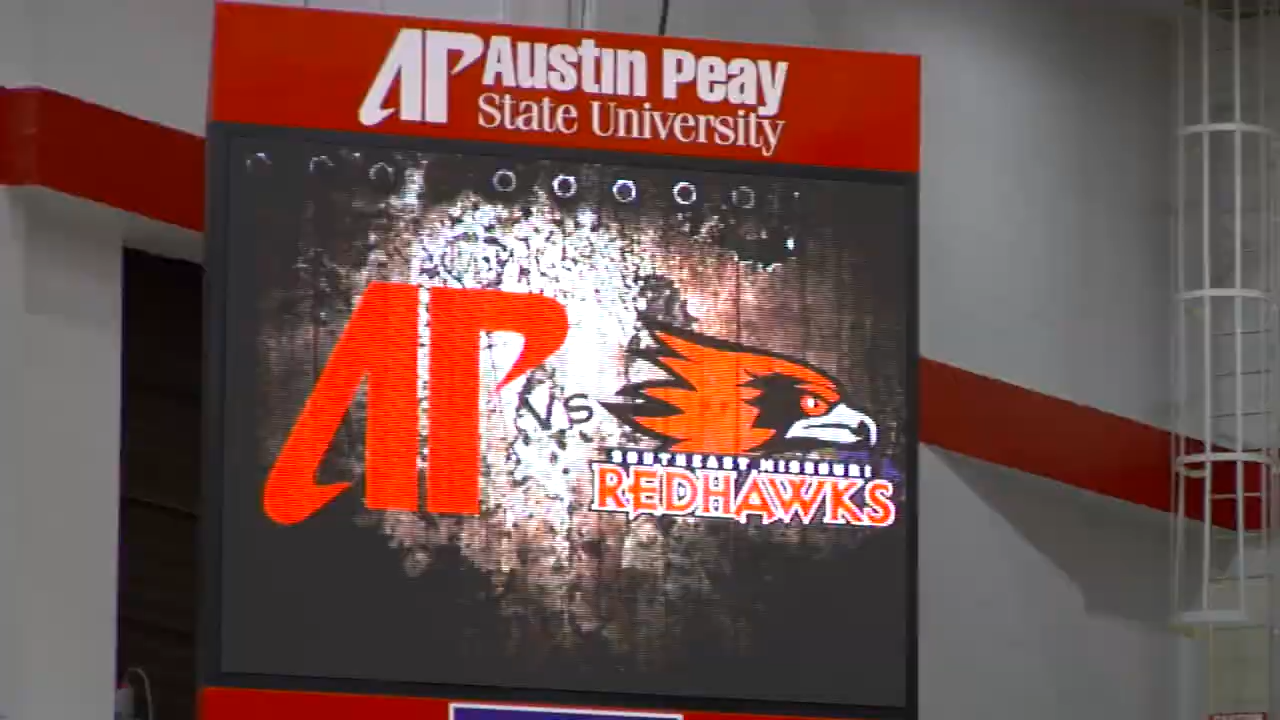 AP Austin Peay
State University
AP
vs
SOUTHEAST MISSOURI
REDHAWKS